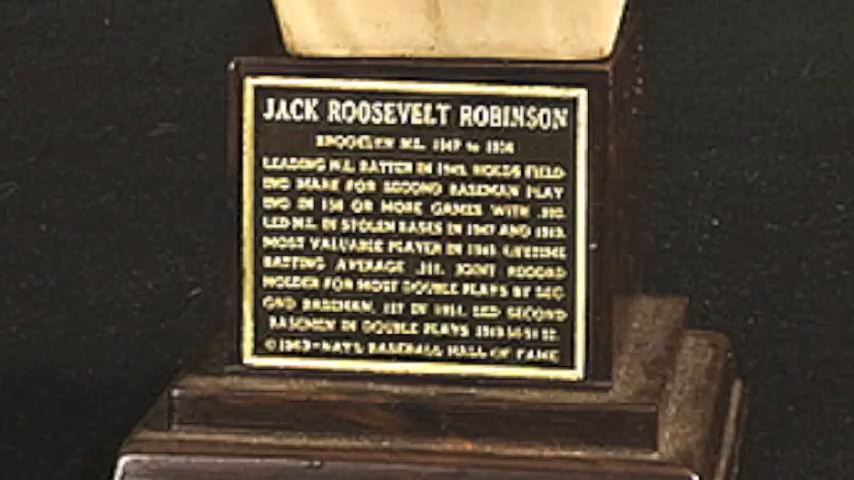 JACK ROOSEVELT ROBINSON
BROOKLYN N.L. 1947 to 1956
LEADING N.L. BATTER IN 1949. HOLDS FIELD-
ING MARK FOR SECOND BASEMAN PLAY-
ING IN 150 OR MORE GAMES WITH .992.
LED N.L. IN STOLEN BASES IN 1947 AND 1949.
MOST VALUABLE PLAYER IN 1949. LIFETIME
BATTING AVERAGE .311. JOINT RECORD
HOLDER FOR MOST DOUBLE PLAYS BY SEC-
OND BASEMAN, 137 IN 1951. LED SECOND
BASEMEN IN DOUBLE PLAYS 1949-50-51-52.
©1962-NAT'L BASEBALL HALL OF FAME